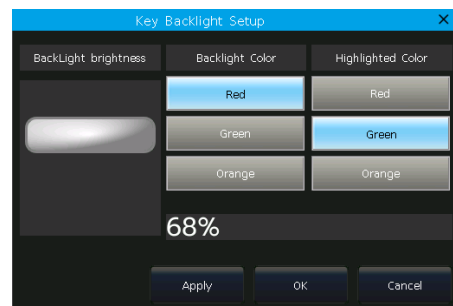 Key Backlight Setup
BackLight brightness
Backlight Color
Highlighted Color
Red
Red
Green
Green
Orange
Orange
68%
Apply
OK
Cancel